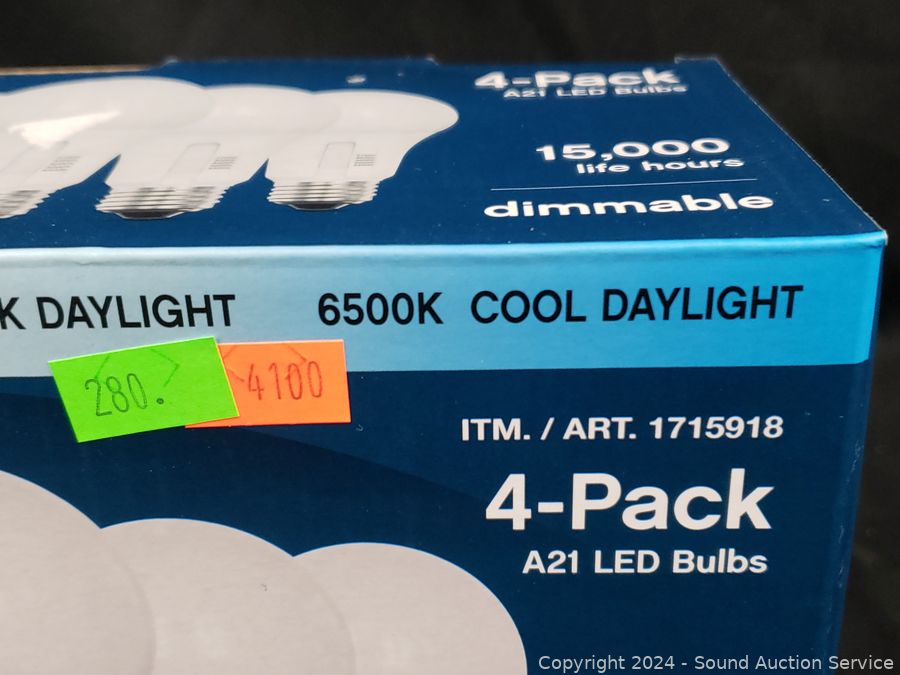 4-Pack
A21 LED Bulbs
15,000
life hours
dimmable
K DAYLIGHT 6500K COOL DAYLIGHT
280. 4100
ITM. / ART. 1715918
4-Pack
A21 LED Bulbs
Copyright 2024 - Sound Auction Service